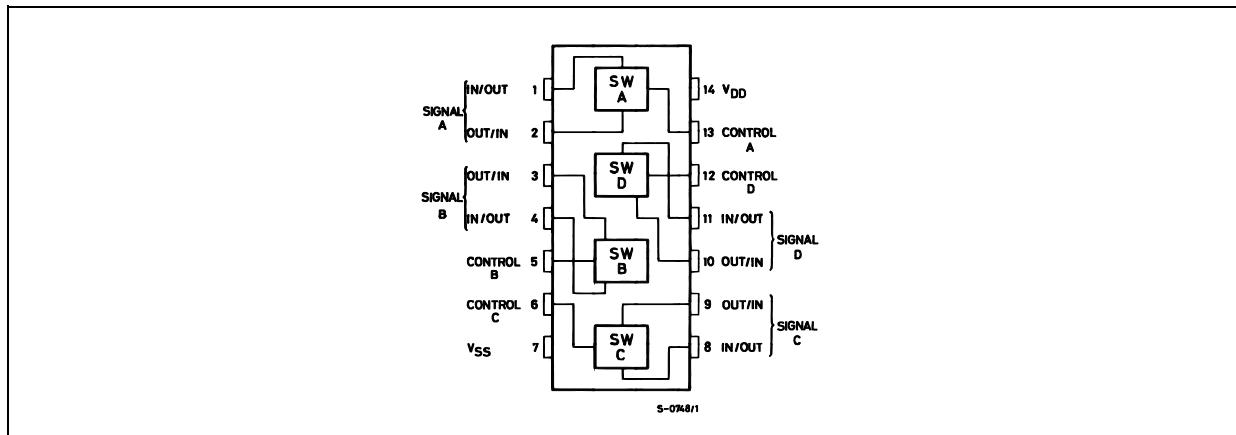 SIGNAL A
IN/OUT 1
OUT/IN 2
SIGNAL B
OUT/IN 3
IN/OUT 4
CONTROL B 5
CONTROL C 6
VSS 7
SW A
SW D
SW B
SW C
14 VDD
13 CONTROL A
12 CONTROL D
11 IN/OUT
10 OUT/IN
SIGNAL D
9 OUT/IN
8 IN/OUT
SIGNAL C
S-0748/1